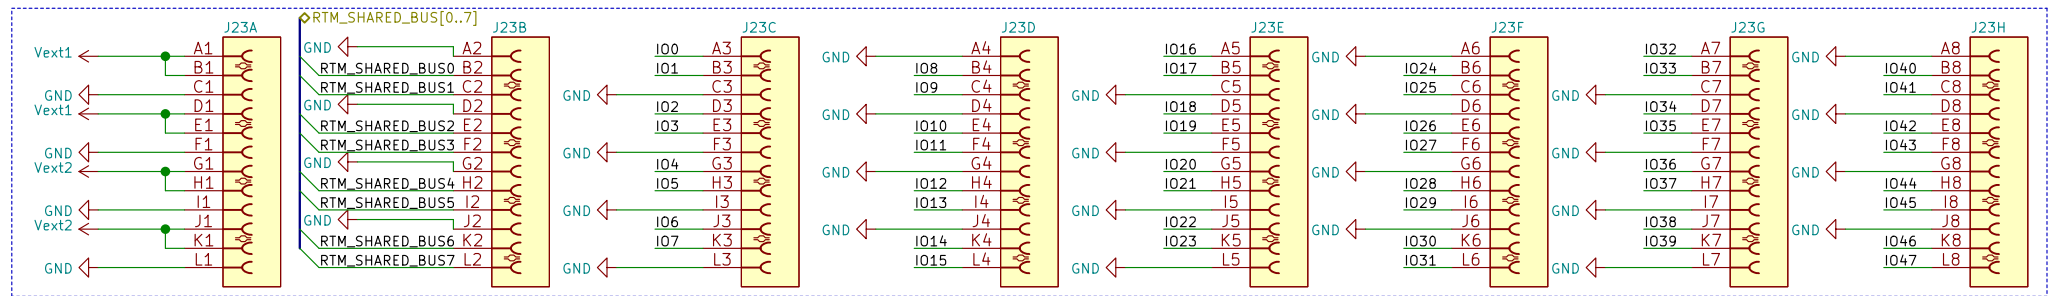 RTM_SHARED_BUS[0..7]
J23A
Vext1
A1
B1
GND
C1
Vext1
D1
E1
GND
F1
Vext2
G1
H1
GND
I1
Vext2
J1
K1
GND
L1
J23B
GND
A2
RTM_SHARED_BUS0
B2
RTM_SHARED_BUS1
C2
GND
D2
RTM_SHARED_BUS2
E2
RTM_SHARED_BUS3
F2
GND
G2
RTM_SHARED_BUS4
H2
RTM_SHARED_BUS5
I2
GND
J2
RTM_SHARED_BUS6
K2
RTM_SHARED_BUS7
L2
J23C
IO0
A3
IO1
B3
GND
C3
IO2
D3
IO3
E3
GND
F3
IO4
G3
IO5
H3
GND
I3
IO6
J3
IO7
K3
GND
L3
J23D
GND
A4
IO8
B4
IO9
C4
GND
D4
IO10
E4
IO11
F4
GND
G4
IO12
H4
IO13
I4
GND
J4
IO14
K4
IO15
L4
J23E
IO16
A5
IO17
B5
GND
C5
IO18
D5
IO19
E5
GND
F5
IO20
G5
IO21
H5
GND
I5
IO22
J5
IO23
K5
GND
L5
J23F
GND
A6
IO24
B6
IO25
C6
GND
D6
IO26
E6
IO27
F6
GND
G6
IO28
H6
IO29
I6
GND
J6
IO30
K6
IO31
L6
J23G
IO32
A7
IO33
B7
GND
C7
IO34
D7
IO35
E7
GND
F7
IO36
G7
IO37
H7
GND
I7
IO38
J7
IO39
K7
GND
L7
J23H
GND
A8
IO40
B8
IO41
C8
GND
D8
IO42
E8
IO43
F8
GND
G8
IO44
H8
IO45
I8
GND
J8
IO46
K8
IO47
L8